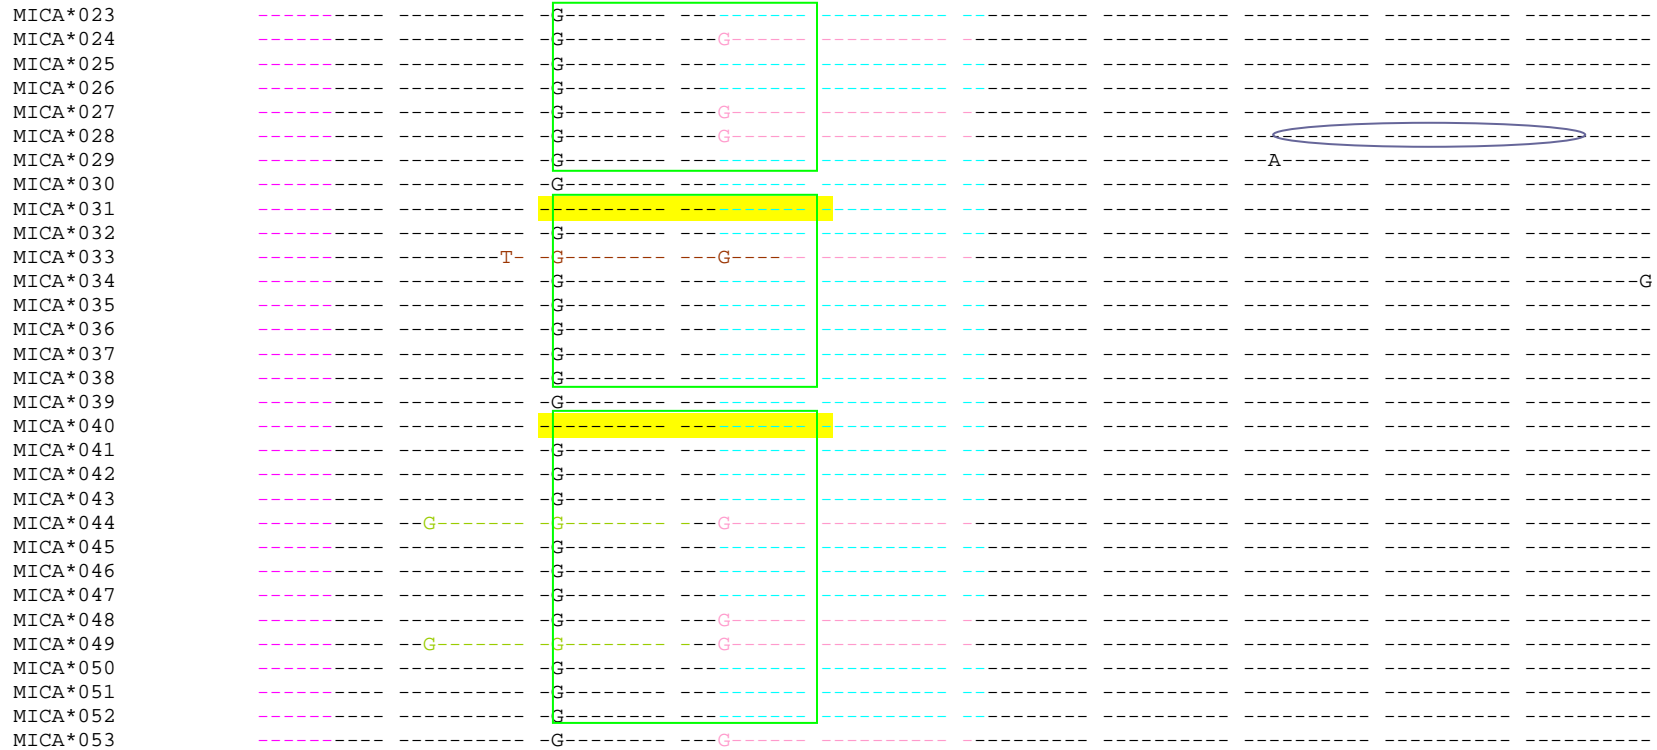 MICA*023 ---------- ---------- -G-------- ---------- ---------- ---------- ---------- ---------- ---------- ----------
MICA*024 ---------- ---------- -G-------- ---G------ ---------- ---------- ---------- ---------- ---------- ----------
MICA*025 ---------- ---------- -G-------- ---------- ---------- ---------- ---------- ---------- ---------- ----------
MICA*026 ---------- ---------- -G-------- ---------- ---------- ---------- ---------- ---------- ---------- ----------
MICA*027 ---------- ---------- -G-------- ---G------ ---------- ---------- ---------- ---------- ---------- ----------
MICA*028 ---------- ---------- -G-------- ---G------ ---------- ---------- ---------- ---------- ---------- ----------
MICA*029 ---------- ---------- -G-------- ---------- ---------- ---------- ---------- --A------- ---------- ----------
MICA*030 ---------- ---------- -G-------- ---------- ---------- ---------- ---------- ---------- ---------- ----------
MICA*031 ---------- ---------- ---------- ---------- ---------- ---------- ---------- ---------- ---------- ----------
MICA*032 ---------- ---------- -G-------- ---------- ---------- ---------- ---------- ---------- ---------- ----------
MICA*033 ---------- --------T- -G-------- ---G------ ---------- ---------- ---------- ---------- ---------- ----------
MICA*034 ---------- ---------- -G-------- ---------- ---------- ---------- ---------- ---------- ---------- ---------G
MICA*035 ---------- ---------- -G-------- ---------- ---------- ---------- ---------- ---------- ---------- ----------
MICA*036 ---------- ---------- -G-------- ---------- ---------- ---------- ---------- ---------- ---------- ----------
MICA*037 ---------- ---------- -G-------- ---------- ---------- ---------- ---------- ---------- ---------- ----------
MICA*038 ---------- ---------- -G-------- ---------- ---------- ---------- ---------- ---------- ---------- ----------
MICA*039 ---------- ---------- -G-------- ---------- ---------- ---------- ---------- ---------- ---------- ----------
MICA*040 ---------- ---------- ---------- ---------- ---------- ---------- ---------- ---------- ---------- ----------
MICA*041 ---------- ---------- -G-------- ---------- ---------- ---------- ---------- ---------- ---------- ----------
MICA*042 ---------- ---------- -G-------- ---------- ---------- ---------- ---------- ---------- ---------- ----------
MICA*043 ---------- ---------- -G-------- ---------- ---------- ---------- ---------- ---------- ---------- ----------
MICA*044 ---------- --G------- -G-------- ---G------ ---------- ---------- ---------- ---------- ---------- ----------
MICA*045 ---------- ---------- -G-------- ---------- ---------- ---------- ---------- ---------- ---------- ----------
MICA*046 ---------- ---------- -G-------- ---------- ---------- ---------- ---------- ---------- ---------- ----------
MICA*047 ---------- ---------- -G-------- ---------- ---------- ---------- ---------- ---------- ---------- ----------
MICA*048 ---------- ---------- -G-------- ---G------ ---------- ---------- ---------- ---------- ---------- ----------
MICA*049 ---------- --G------- -G-------- ---G------ ---------- ---------- ---------- ---------- ---------- ----------
MICA*050 ---------- ---------- -G-------- ---------- ---------- ---------- ---------- ---------- ---------- ----------
MICA*051 ---------- ---------- -G-------- ---------- ---------- ---------- ---------- ---------- ---------- ----------
MICA*052 ---------- ---------- -G-------- ---------- ---------- ---------- ---------- ---------- ---------- ----------
MICA*053 ---------- ---------- -G-------- ---G------ ---------- ---------- ---------- ---------- ---------- ----------